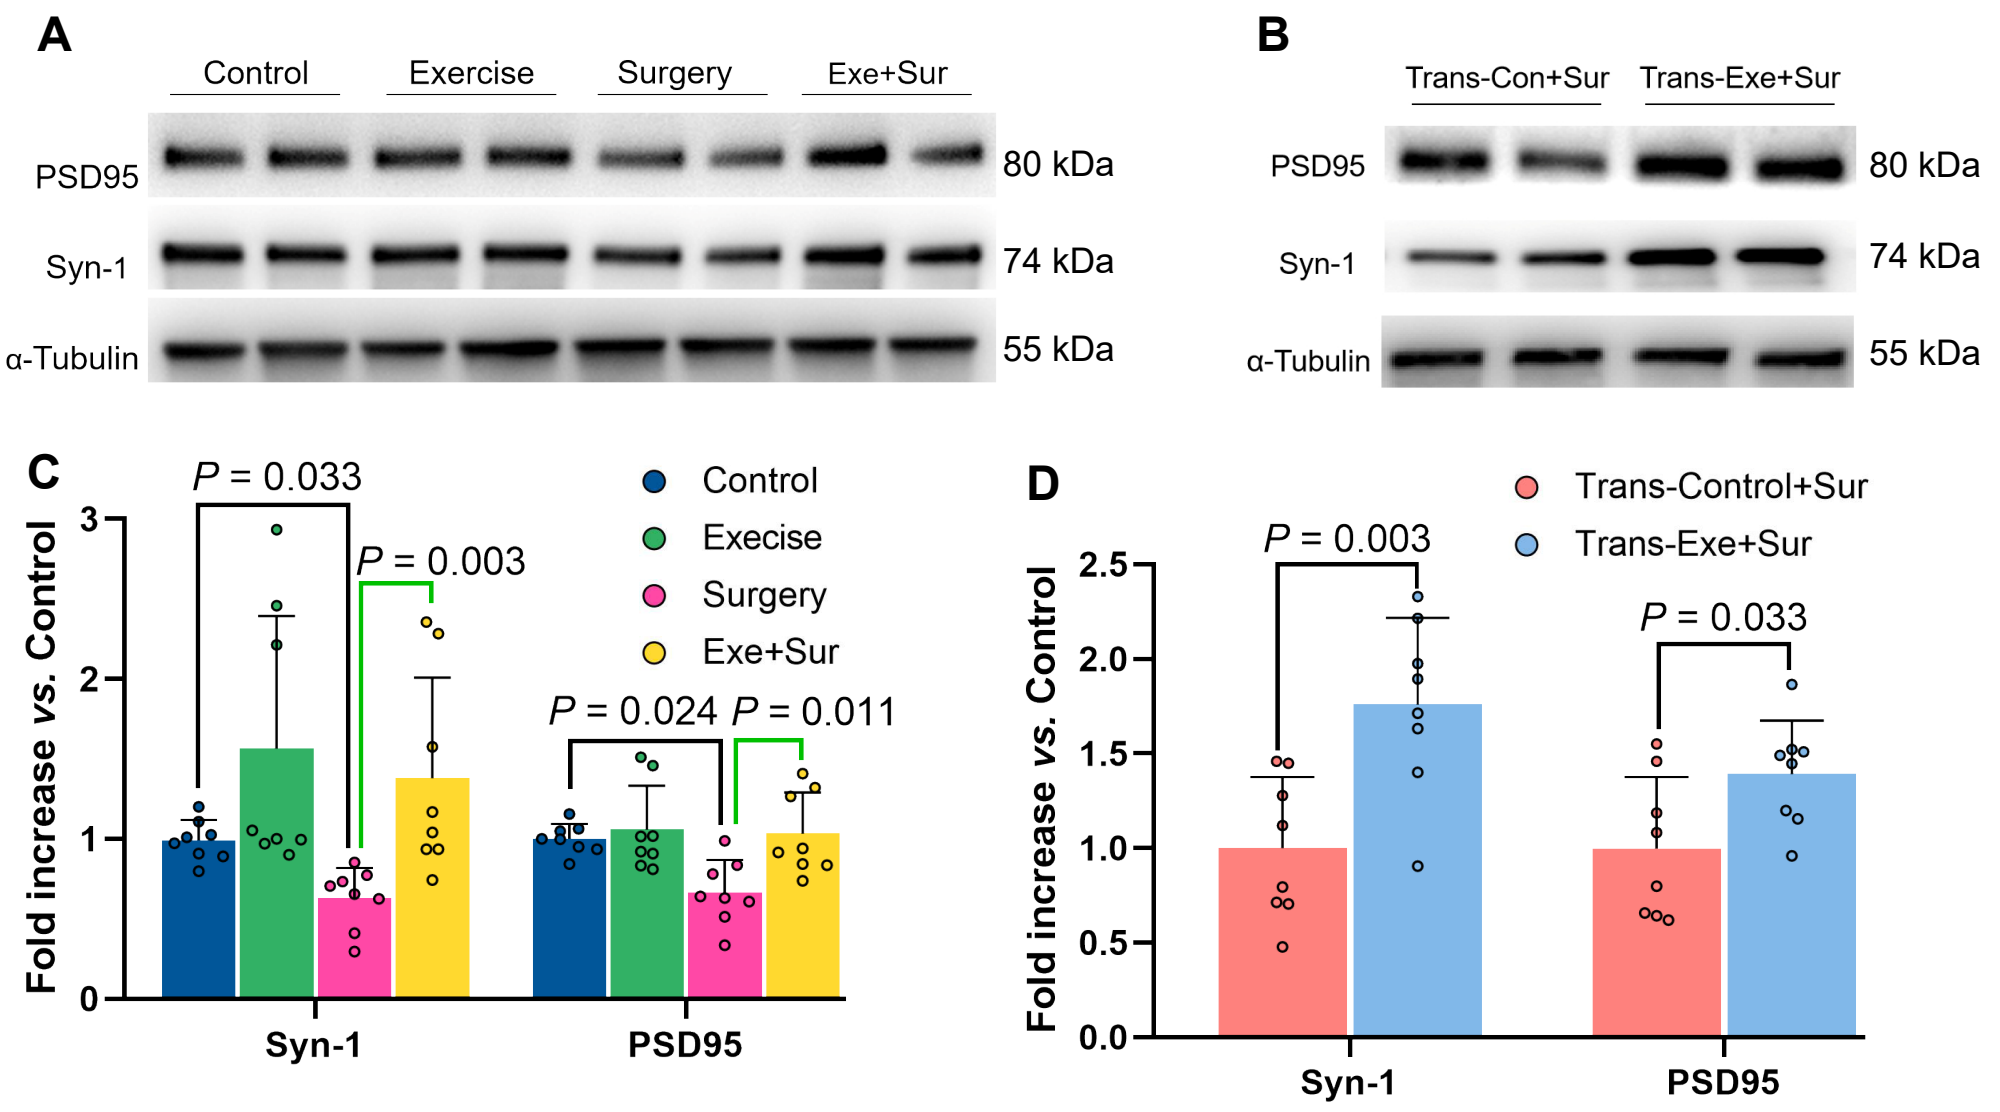 A
Control Exercise Surgery Exe+Sur
PSD95 80 kDa
Syn-1 74 kDa
α-Tubulin 55 kDa
B
Trans-Con+Sur Trans-Exe+Sur
PSD95 80 kDa
Syn-1 74 kDa
α-Tubulin 55 kDa
C
Fold increase vs. Control
3
2
1
0
P = 0.033
P = 0.003
P = 0.024 P = 0.011
Control
Execise
Surgery
Exe+Sur
Syn-1 PSD95
D
Fold increase vs. Control
2.5
2.0
1.5
1.0
0.5
0.0
P = 0.003
P = 0.033
Trans-Control+Sur
Trans-Exe+Sur
Syn-1 PSD95